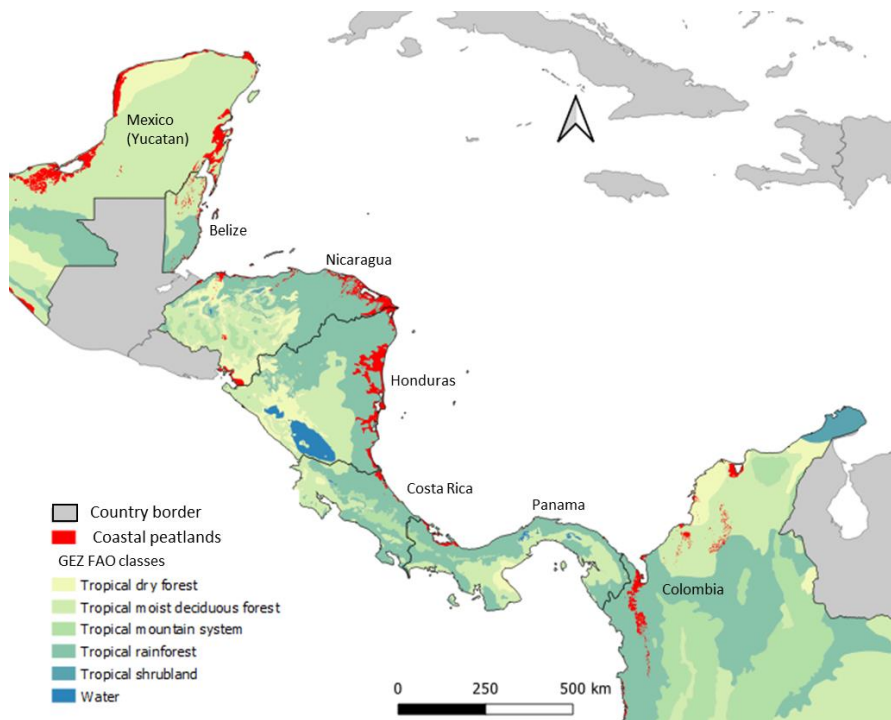 Mexico
(Yucatan)
Belize
Nicaragua
Honduras
Costa Rica
Panama
Colombia
Country border
Coastal peatlands
GEZ FAO classes
Tropical dry forest
Tropical moist deciduous forest
Tropical mountain system
Tropical rainforest
Tropical shrubland
Water
0 250 500 km